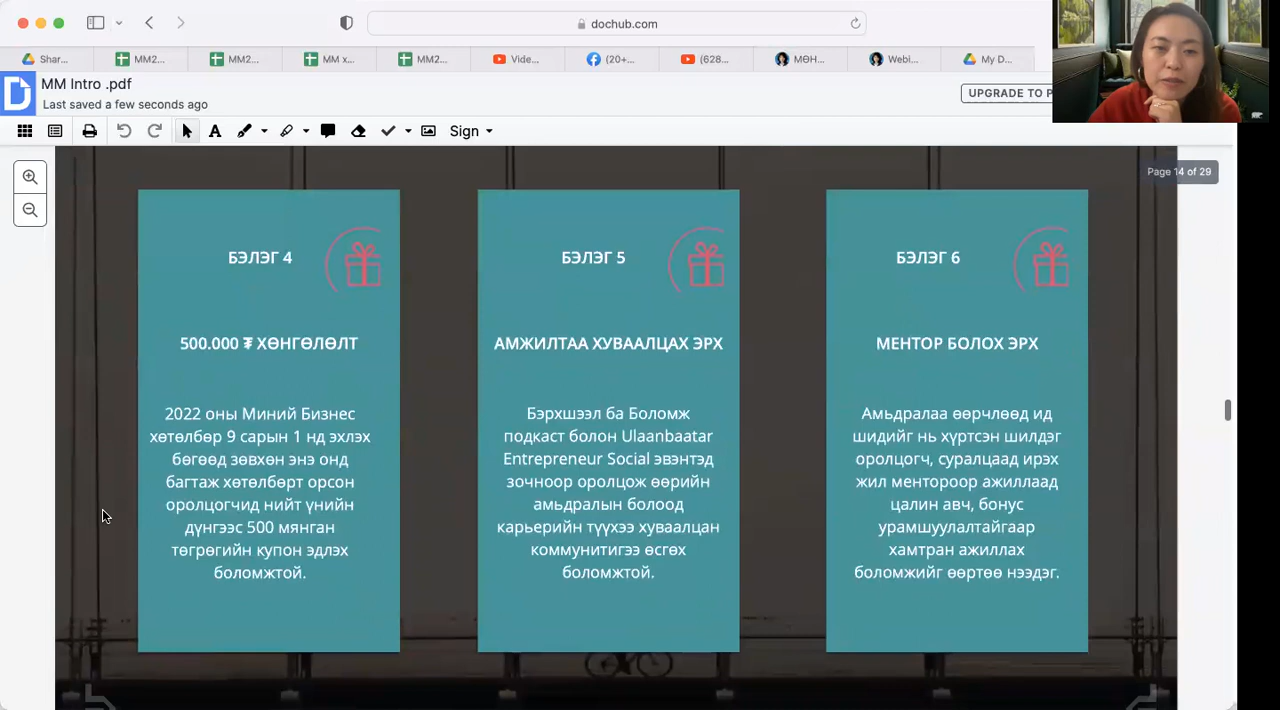 dochub.com
Shar...
MM2...
MM2...
MM x...
MM2...
Vide...
(20+...
(628...
МӨН...
Webi...
My D...
MM Intro .pdf
Last saved a few seconds ago
UPGRADE TO P
A
Sign
Page 14 of 29
БЭЛЭГ 4
500.000 ₮ ХӨНГӨЛӨЛТ
2022 оны Миний Бизнес
хөтөлбөр 9 сарын 1 нд эхлэх
бөгөөд зөвхөн энэ онд
багтаж хөтөлбөрт орсон
оролцогчид нийт үнийн
дүнгээс 500 мянган
төгрөгийн купон эдлэх
боломжтой.
БЭЛЭГ 5
АМЖИЛТАА ХУВААЛЦАХ ЭРХ
Бэрхшээл ба Боломж
подкаст болон Ulaanbaatar
Entrepreneur Social эвэнтэд
зочноор оролцож өөрийн
амьдралын болоод
карьерийн түүхээ хуваалцан
коммунитигээ өсгөх
боломжтой.
БЭЛЭГ 6
МЕНТОР БОЛОХ ЭРХ
Амьдралаа өөрчлөөд ид
шидийг нь хүртсэн шилдэг
оролцогч, суралцаад ирэх
жил ментороор ажиллаад
цалин авч, бонус
урамшуулалтайгаар
хамтран ажиллах
боломжийг өөртөө нээдэг.